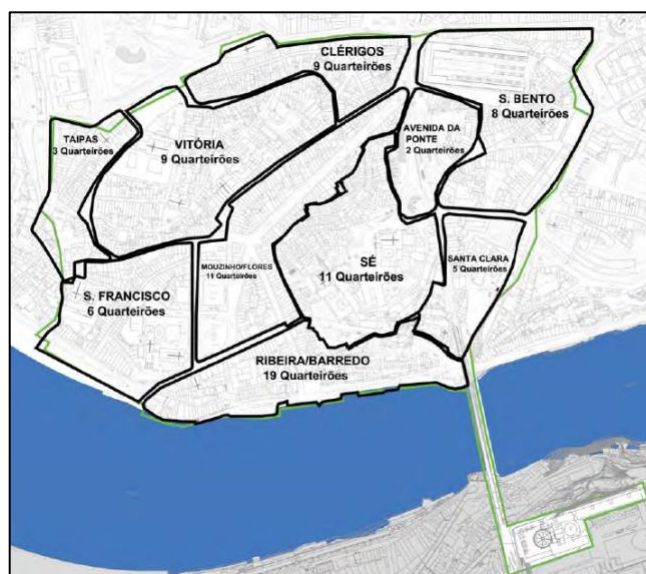 CLÉRIGOS
9 Quarteirões
S. BENTO
8 Quarteirões
TAIPAS
3 Quarteirões
VITÓRIA
9 Quarteirões
AVENIDA DA
PONTE
2 Quarteirões
MOUZINHO/FLORES
11 Quarteirões
SÉ
11 Quarteirões
SANTA CLARA
5 Quarteirões
S. FRANCISCO
6 Quarteirões
RIBEIRA/BARREDO
19 Quarteirões